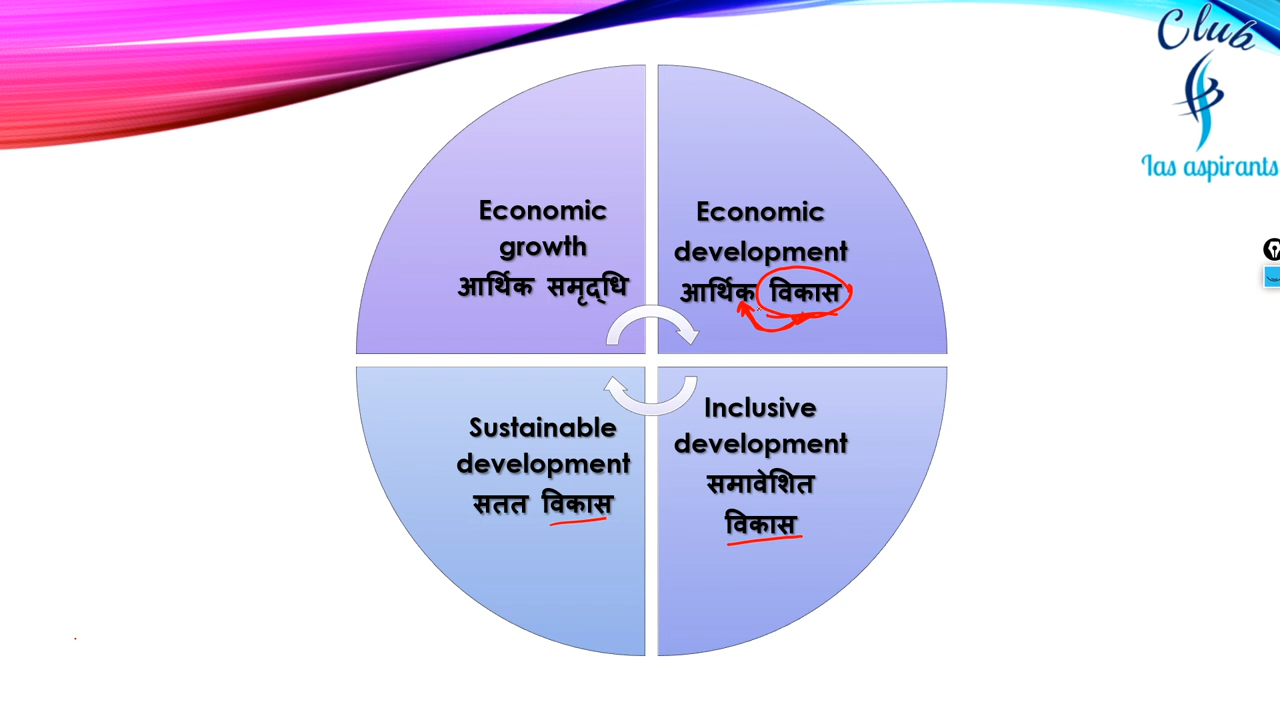 Club
Ias aspirants
Economic
growth
आर्थिक समृद्धि
Economic
development
आर्थिक विकास
Sustainable
development
सतत विकास
Inclusive
development
समावेशित
विकास